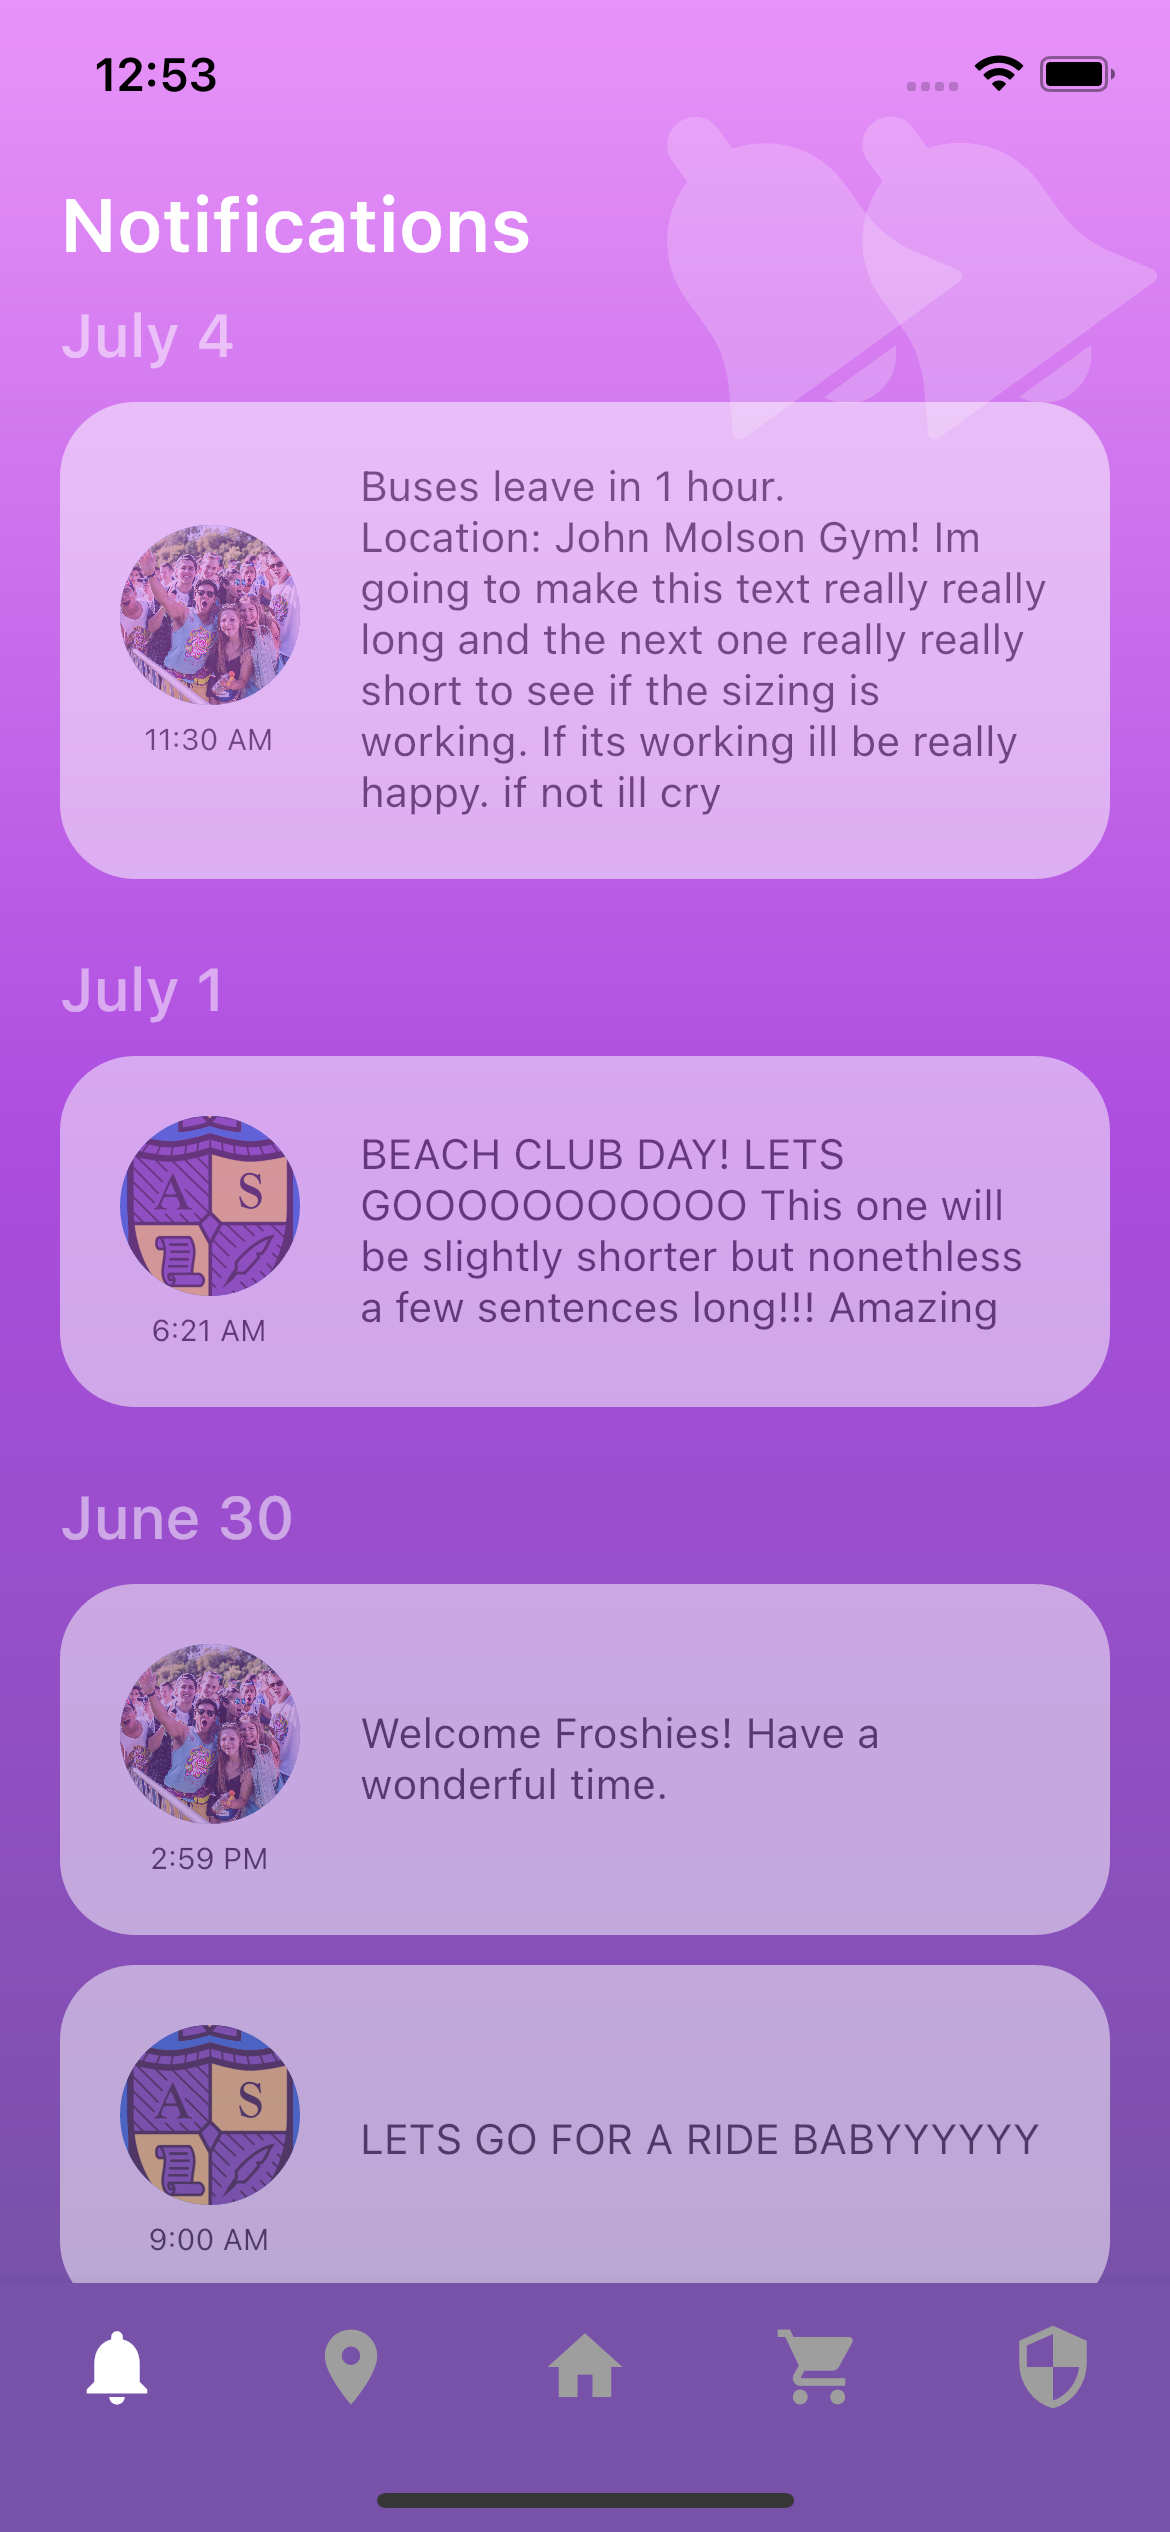 12:53
Notifications
July 4
Buses leave in 1 hour.
Location: John Molson Gym! Im
going to make this text really really
long and the next one really really
short to see if the sizing is
working. If its working ill be really
happy. if not ill cry
11:30 AM
July 1
A S
BEACH CLUB DAY! LETS
GOOOOOOOOOOO This one will
be slightly shorter but nonethless
a few sentences long!!! Amazing
6:21 AM
June 30
Welcome Froshies! Have a
wonderful time.
2:59 PM
A S
LETS GO FOR A RIDE BABYYYYYY
9:00 AM